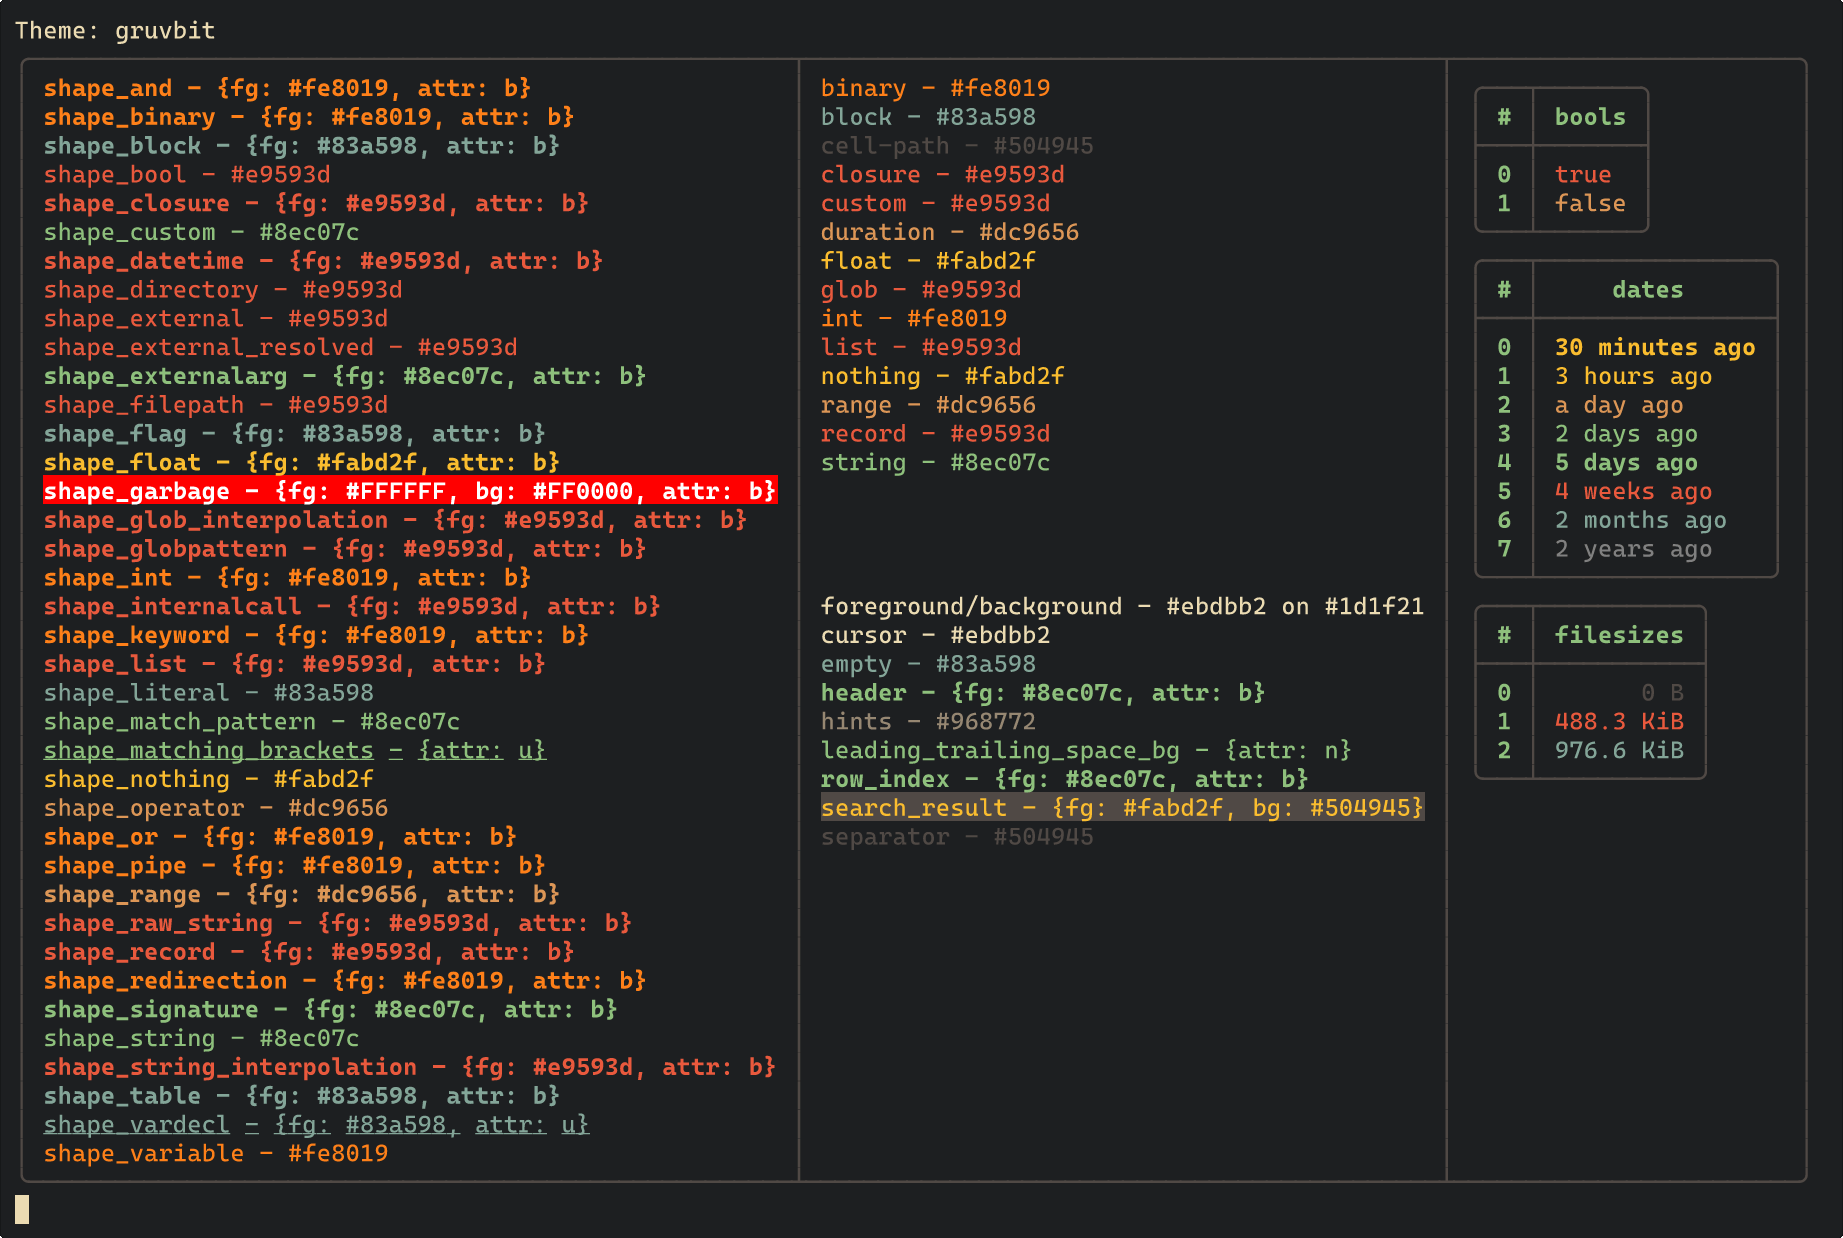 Theme: gruvbit
shape_and - {fg: #fe8019, attr: b}
shape_binary - {fg: #fe8019, attr: b}
shape_block - {fg: #83a598, attr: b}
shape_bool - #e9593d
shape_closure - {fg: #e9593d, attr: b}
shape_custom - #8ec07c
shape_datetime - {fg: #e9593d, attr: b}
shape_directory - #e9593d
shape_external - #e9593d
shape_external_resolved - #e9593d
shape_externalarg - {fg: #8ec07c, attr: b}
shape_filepath - #e9593d
shape_flag - {fg: #83a598, attr: b}
shape_float - {fg: #fabd2f, attr: b}
shape_garbage - {fg: #FFFFFF, bg: #FF0000, attr: b}
shape_glob_interpolation - {fg: #e9593d, attr: b}
shape_globpattern - {fg: #e9593d, attr: b}
shape_int - {fg: #fe8019, attr: b}
shape_internalcall - {fg: #e9593d, attr: b}
shape_keyword - {fg: #fe8019, attr: b}
shape_list - {fg: #e9593d, attr: b}
shape_literal - #83a598
shape_match_pattern - #8ec07c
shape_matching_brackets - {attr: u}
shape_nothing - #fabd2f
shape_operator - #dc9656
shape_or - {fg: #fe8019, attr: b}
shape_pipe - {fg: #fe8019, attr: b}
shape_range - {fg: #dc9656, attr: b}
shape_raw_string - {fg: #e9593d, attr: b}
shape_record - {fg: #e9593d, attr: b}
shape_redirection - {fg: #fe8019, attr: b}
shape_signature - {fg: #8ec07c, attr: b}
shape_string - #8ec07c
shape_string_interpolation - {fg: #e9593d, attr: b}
shape_table - {fg: #83a598, attr: b}
shape_vardecl - {fg: #83a598, attr: u}
shape_variable - #fe8019
binary - #fe8019
block - #83a598
cell-path - #504945
closure - #e9593d
custom - #e9593d
duration - #dc9656
float - #fabd2f
glob - #e9593d
int - #fe8019
list - #e9593d
nothing - #fabd2f
range - #dc9656
record - #e9593d
string - #8ec07c
foreground/background - #ebdbb2 on #1d1f21
cursor - #ebdbb2
empty - #83a598
header - {fg: #8ec07c, attr: b}
hints - #968772
leading_trailing_space_bg - {attr: n}
row_index - {fg: #8ec07c, attr: b}
search_result - {fg: #fabd2f, bg: #504945}
separator - #504945
# bools
0 true
1 false
# dates
0 30 minutes ago
1 3 hours ago
2 a day ago
3 2 days ago
4 5 days ago
5 4 weeks ago
6 2 months ago
7 2 years ago
# filesizes
0 0 B
1 488.3 KiB
2 976.6 KiB